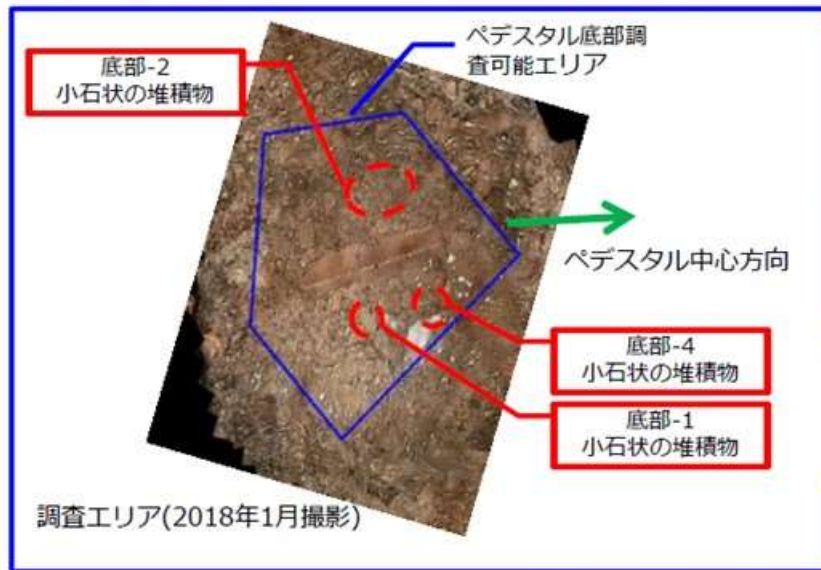 ペデスタル底部調
査可能エリア
底部-2
小石状の堆積物
ペデスタル中心方向
底部-4
小石状の堆積物
底部-1
小石状の堆積物
調査エリア(2018年1月撮影)